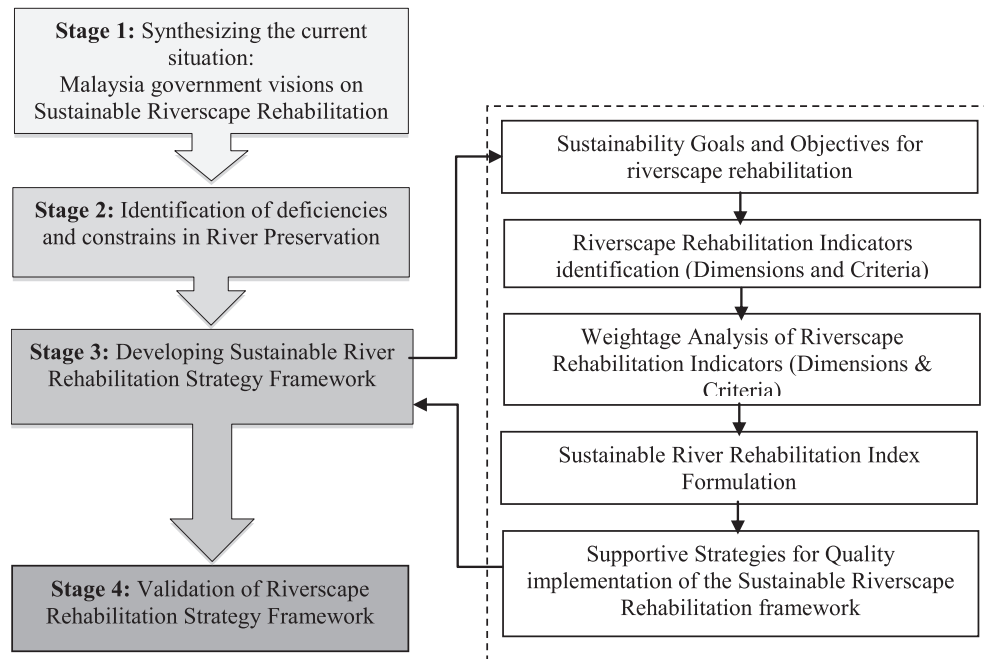 Stage 1: Synthesizing the current
situation:
Malaysia government visions on
Sustainable Riverscape Rehabilitation
Stage 2: Identification of deficiencies
and constrains in River Preservation
Stage 3: Developing Sustainable River
Rehabilitation Strategy Framework
Stage 4: Validation of Riverscape
Rehabilitation Strategy Framework
Sustainability Goals and Objectives for
riverscape rehabilitation
Riverscape Rehabilitation Indicators
identification (Dimensions and Criteria)
Weightage Analysis of Riverscape
Rehabilitation Indicators (Dimensions &
Criteria)
Sustainable River Rehabilitation Index
Formulation
Supportive Strategies for Quality
implementation of the Sustainable Riverscape
Rehabilitation framework